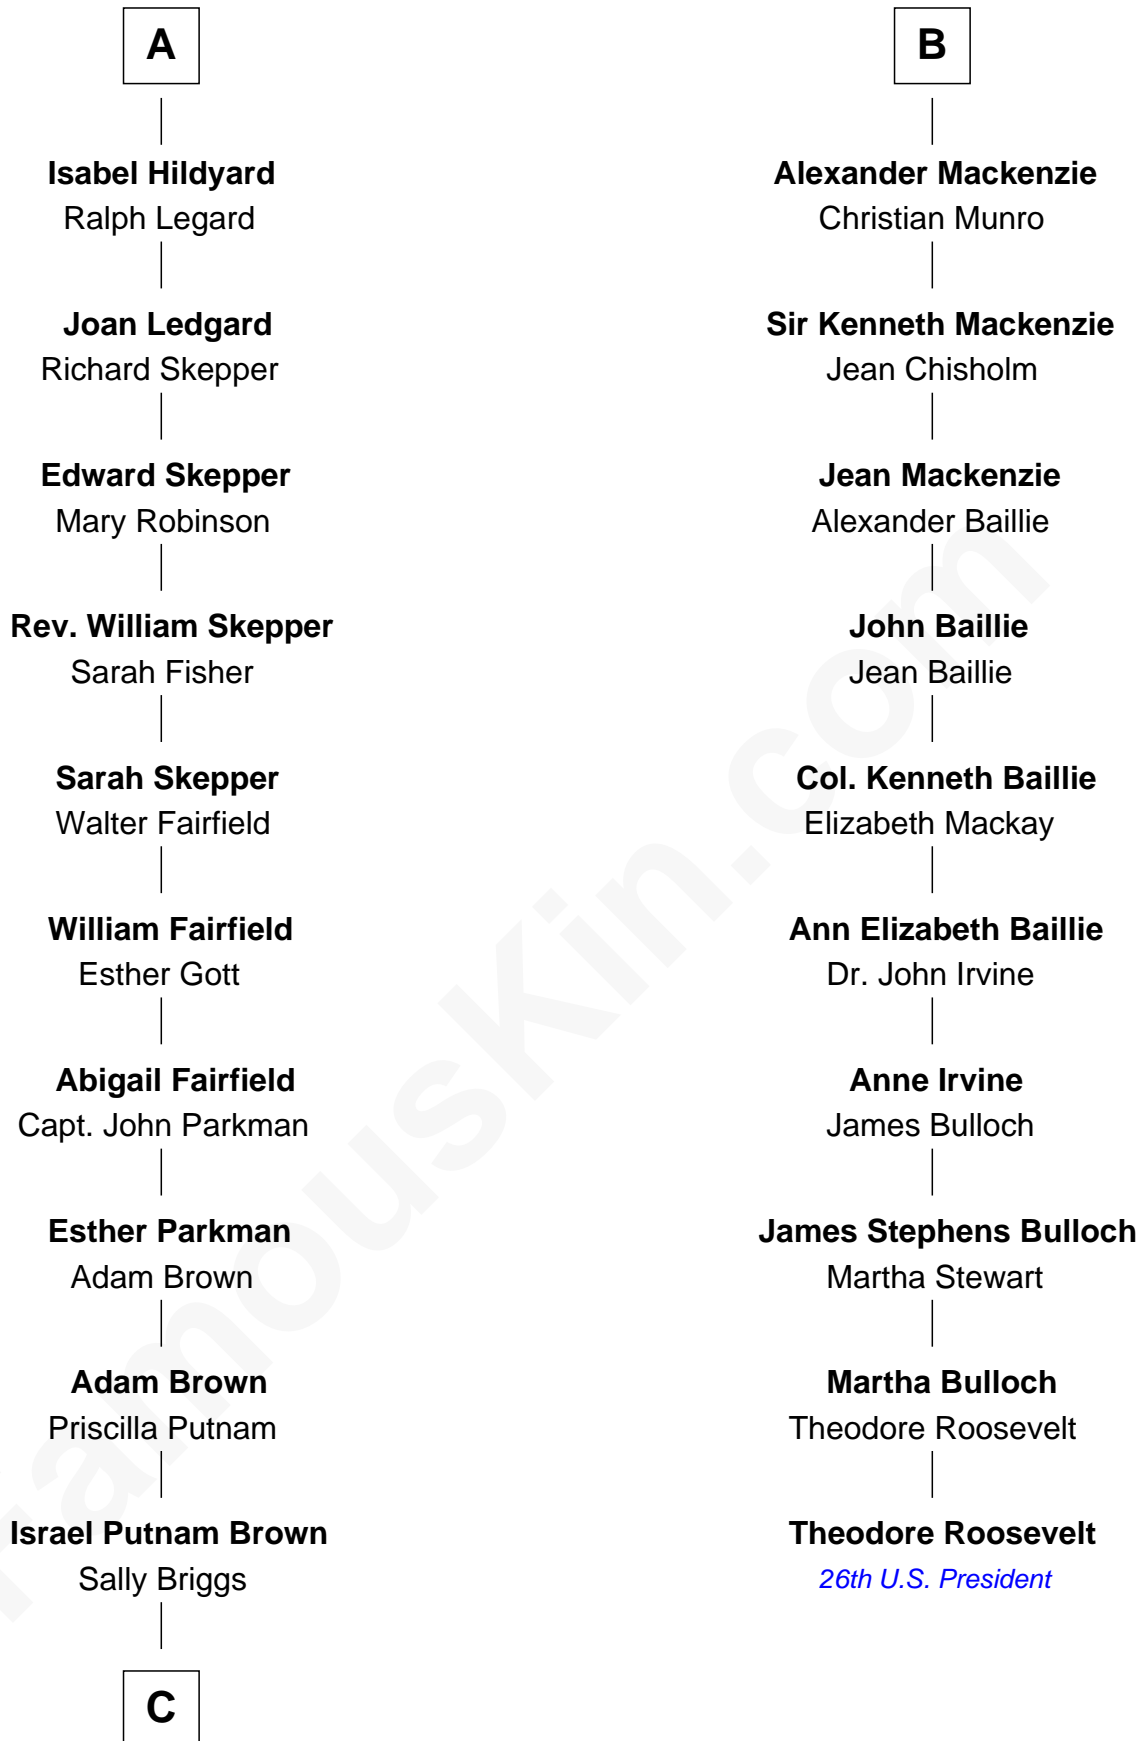 A
Isabel Hildyard
Ralph Legard
Joan Ledgard
Richard Skepper
Edward Skepper
Mary Robinson
Rev. William Skepper
Sarah Fisher
Sarah Skepper
Walter Fairfield
William Fairfield
Esther Gott
Abigail Fairfield
Capt. John Parkman
Esther Parkman
Adam Brown
Adam Brown
Priscilla Putnam
Israel Putnam Brown
Sally Briggs
C
B
Alexander Mackenzie
Christian Munro
Sir Kenneth Mackenzie
Jean Chisholm
Jean Mackenzie
Alexander Baillie
John Baillie
Jean Baillie
Col. Kenneth Baillie
Elizabeth Mackay
Ann Elizabeth Baillie
Dr. John Irvine
Anne Irvine
James Bulloch
James Stephens Bulloch
Martha Stewart
Martha Bulloch
Theodore Roosevelt
Theodore Roosevelt
26th U.S. President
FamousKin.com